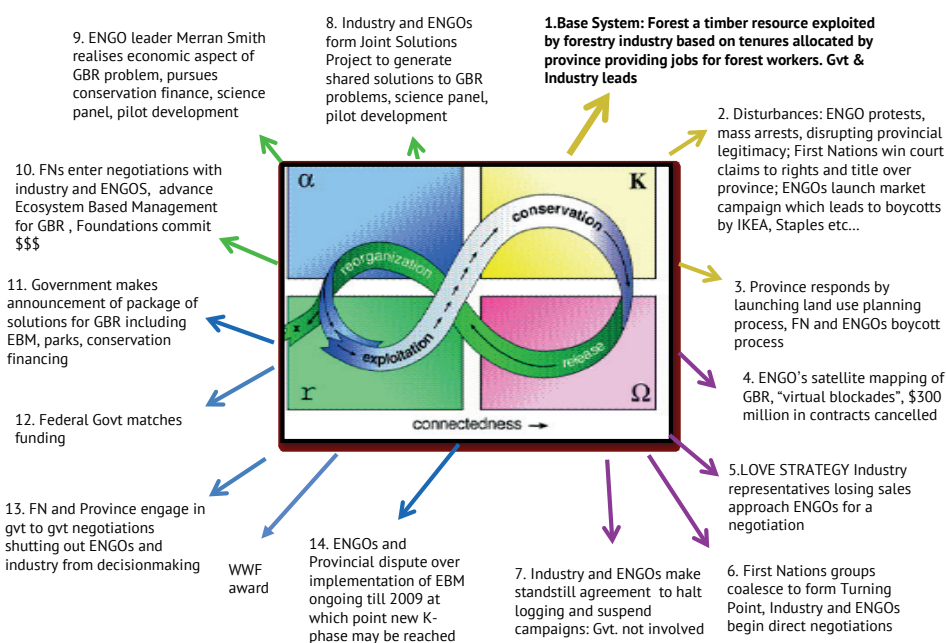 1.Base System: Forest a timber resource exploited
by forestry industry based on tenures allocated by
province providing jobs for forest workers. Gvt &
Industry leads
2. Disturbances: ENGO protests,
mass arrests, disrupting provincial
legitimacy; First Nations win court
claims to rights and title over
province; ENGOs launch market
campaign which leads to boycotts
by IKEA, Staples etc...
3. Province responds by
launching land use planning
process, FN and ENGOs boycott
process
4. ENGO’s satellite mapping of
GBR, “virtual blockades”, $300
million in contracts cancelled
5.LOVE STRATEGY Industry
representatives losing sales
approach ENGOs for a
negotiation
6. First Nations groups
coalesce to form Turning
Point, Industry and ENGOs
begin direct negotiations
7. Industry and ENGOs make
standstill agreement to halt
logging and suspend
campaigns: Gvt. not involved
8. Industry and ENGOs
form Joint Solutions
Project to generate
shared solutions to GBR
problems, science panel,
pilot development
9. ENGO leader Merran Smith
realises economic aspect of
GBR problem, pursues
conservation finance, science
panel, pilot development
10. FNs enter negotiations with
industry and ENGOS, advance
Ecosystem Based Management
for GBR , Foundations commit
$$$
11. Government makes
announcement of package of
solutions for GBR including
EBM, parks, conservation
financing
12. Federal Govt matches
funding
13. FN and Province engage in
gvt to gvt negotiations
shutting out ENGOs and
industry from decisionmaking
WWF
award
14. ENGOs and
Provincial dispute over
implementation of EBM
ongoing till 2009 at
which point new K-
phase may be reached
α
K
conservation
reorganization
exploitation
release
r
Ω
x
connectedness